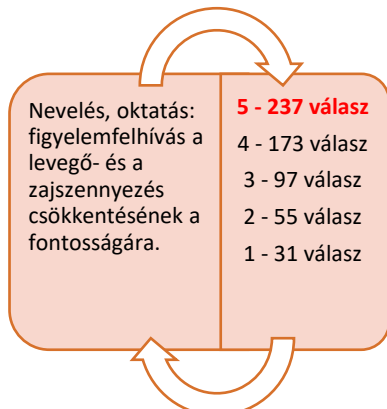 Nevelés, oktatás:
figyelemfelhívás a
levegő- és a
zajszennyezés
csökkentésének a
fontosságára.
5 - 237 válasz
4 - 173 válasz
3 - 97 válasz
2 - 55 válasz
1 - 31 válasz